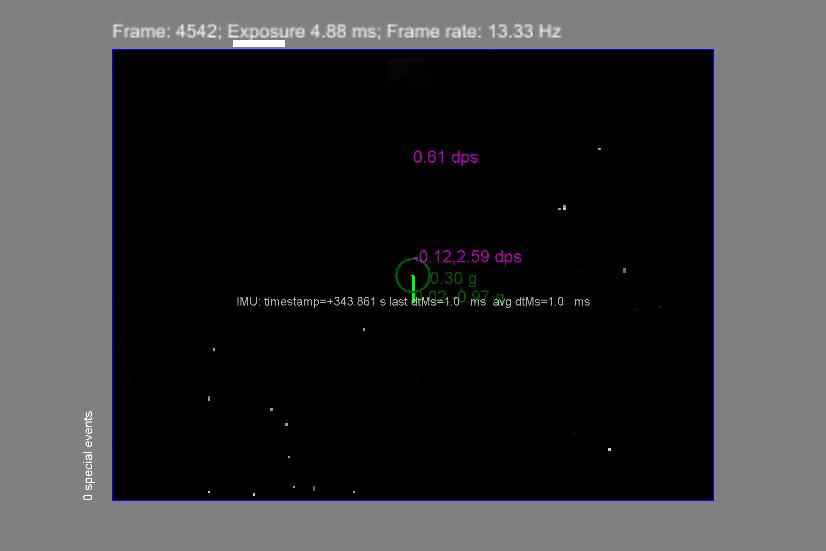 Frame: 4542; Exposure 4.88 ms; Frame rate: 13.33 Hz
0.61 dps
-0.12,2.59 dps
0.30 g
0.97 g
IMU: timestamp=+343.861 s last dtMs=1.0 ms avg dtMs=1.0 ms
0 special events